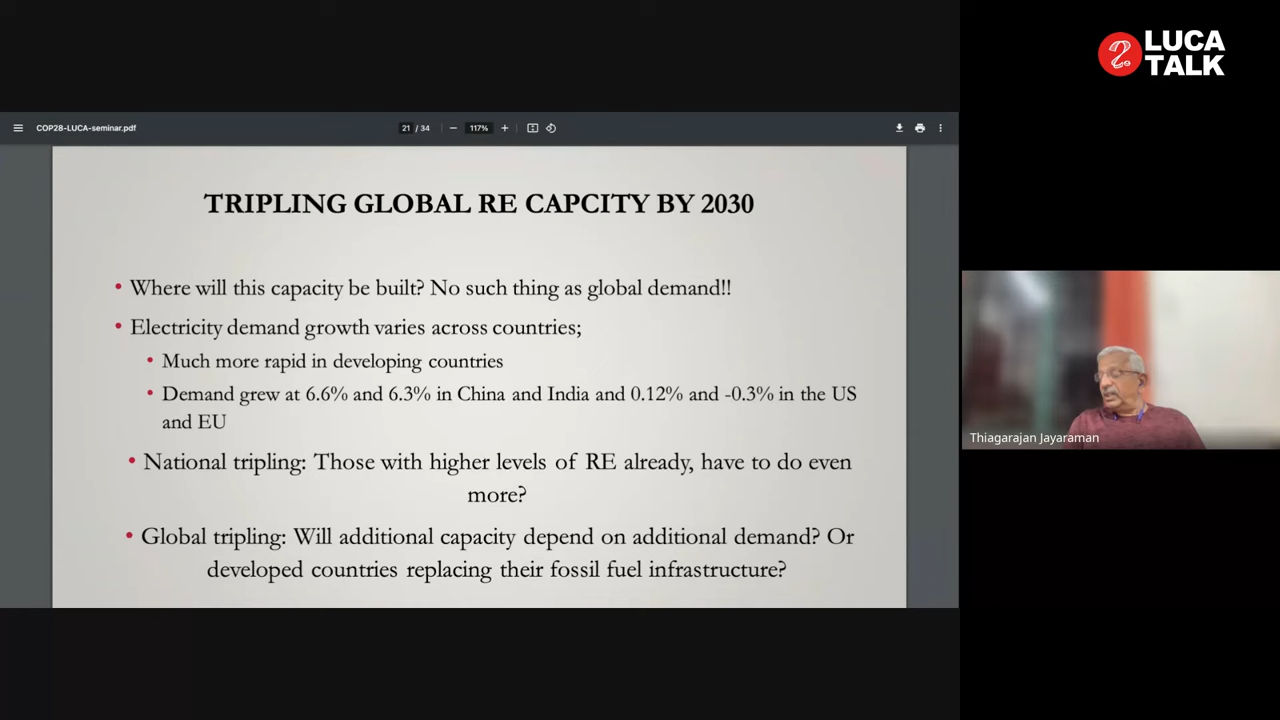 LUCA
TALK
COP28-LUCA-seminar.pdf
21 / 34
117%
TRIPLING GLOBAL RE CAPCITY BY 2030
• Where will this capacity be built? No such thing as global demand!!
• Electricity demand growth varies across countries;
• Much more rapid in developing countries
• Demand grew at 6.6% and 6.3% in China and India and 0.12% and -0.3% in the US
and EU
• National tripling: Those with higher levels of RE already, have to do even
more?
• Global tripling: Will additional capacity depend on additional demand? Or
developed countries replacing their fossil fuel infrastructure?
Thiagarajan Jayaraman